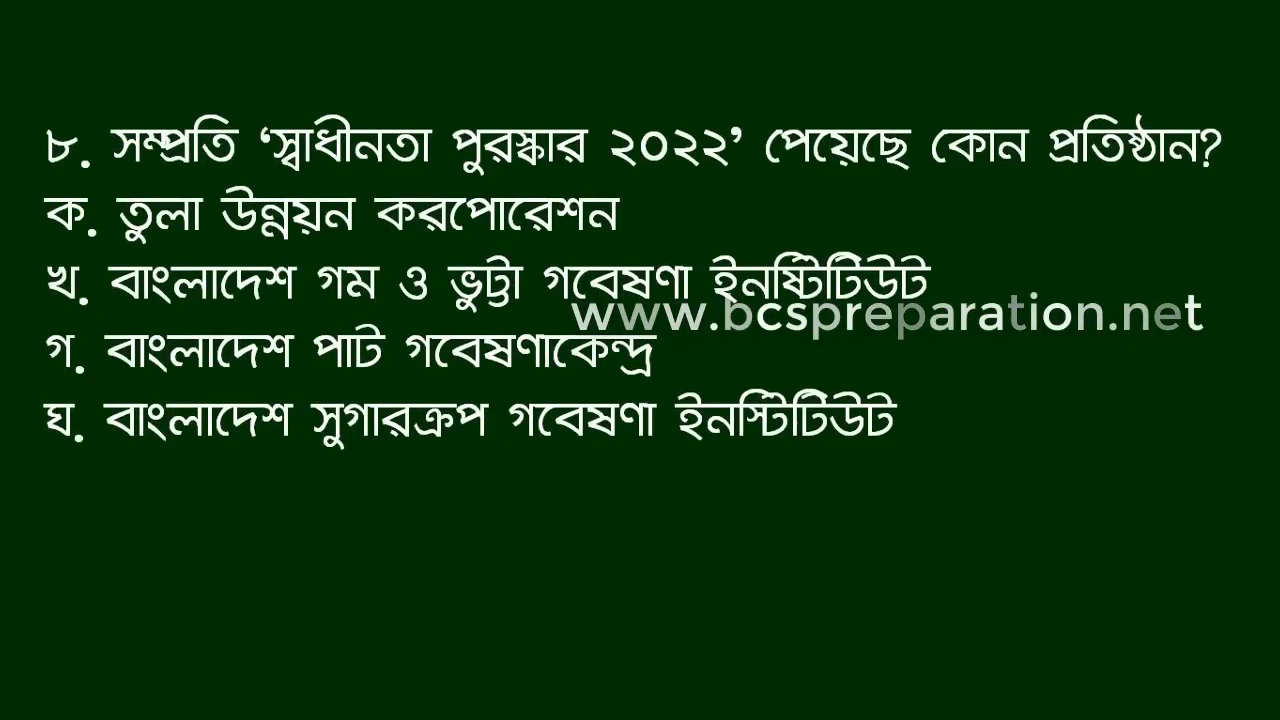 ৮. সম্প্রতি ‘স্বাধীনতা পুরস্কার ২০২২’ পেয়েছে কোন প্রতিষ্ঠান?
ক. তুলা উন্নয়ন করপোরেশন
খ. বাংলাদেশ গম ও ভুট্টা গবেষণা ইনষ্টিটিউট
www.bcspreparation.net
গ. বাংলাদেশ পাট গবেষণাকেন্দ্র
ঘ. বাংলাদেশ সুগারক্রপ গবেষণা ইনস্টিটিউট